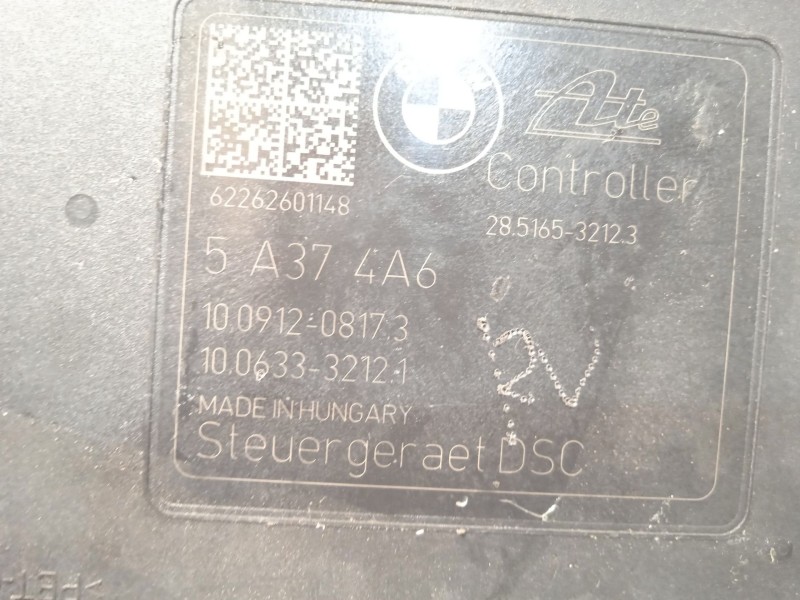 Ate
Controller
62262601148
28.5165-3212.3
5 A37 4A6
10.0912-0817.3
10.0633-3212.1
MADE IN HUNGARY
Steuergeraet DSC